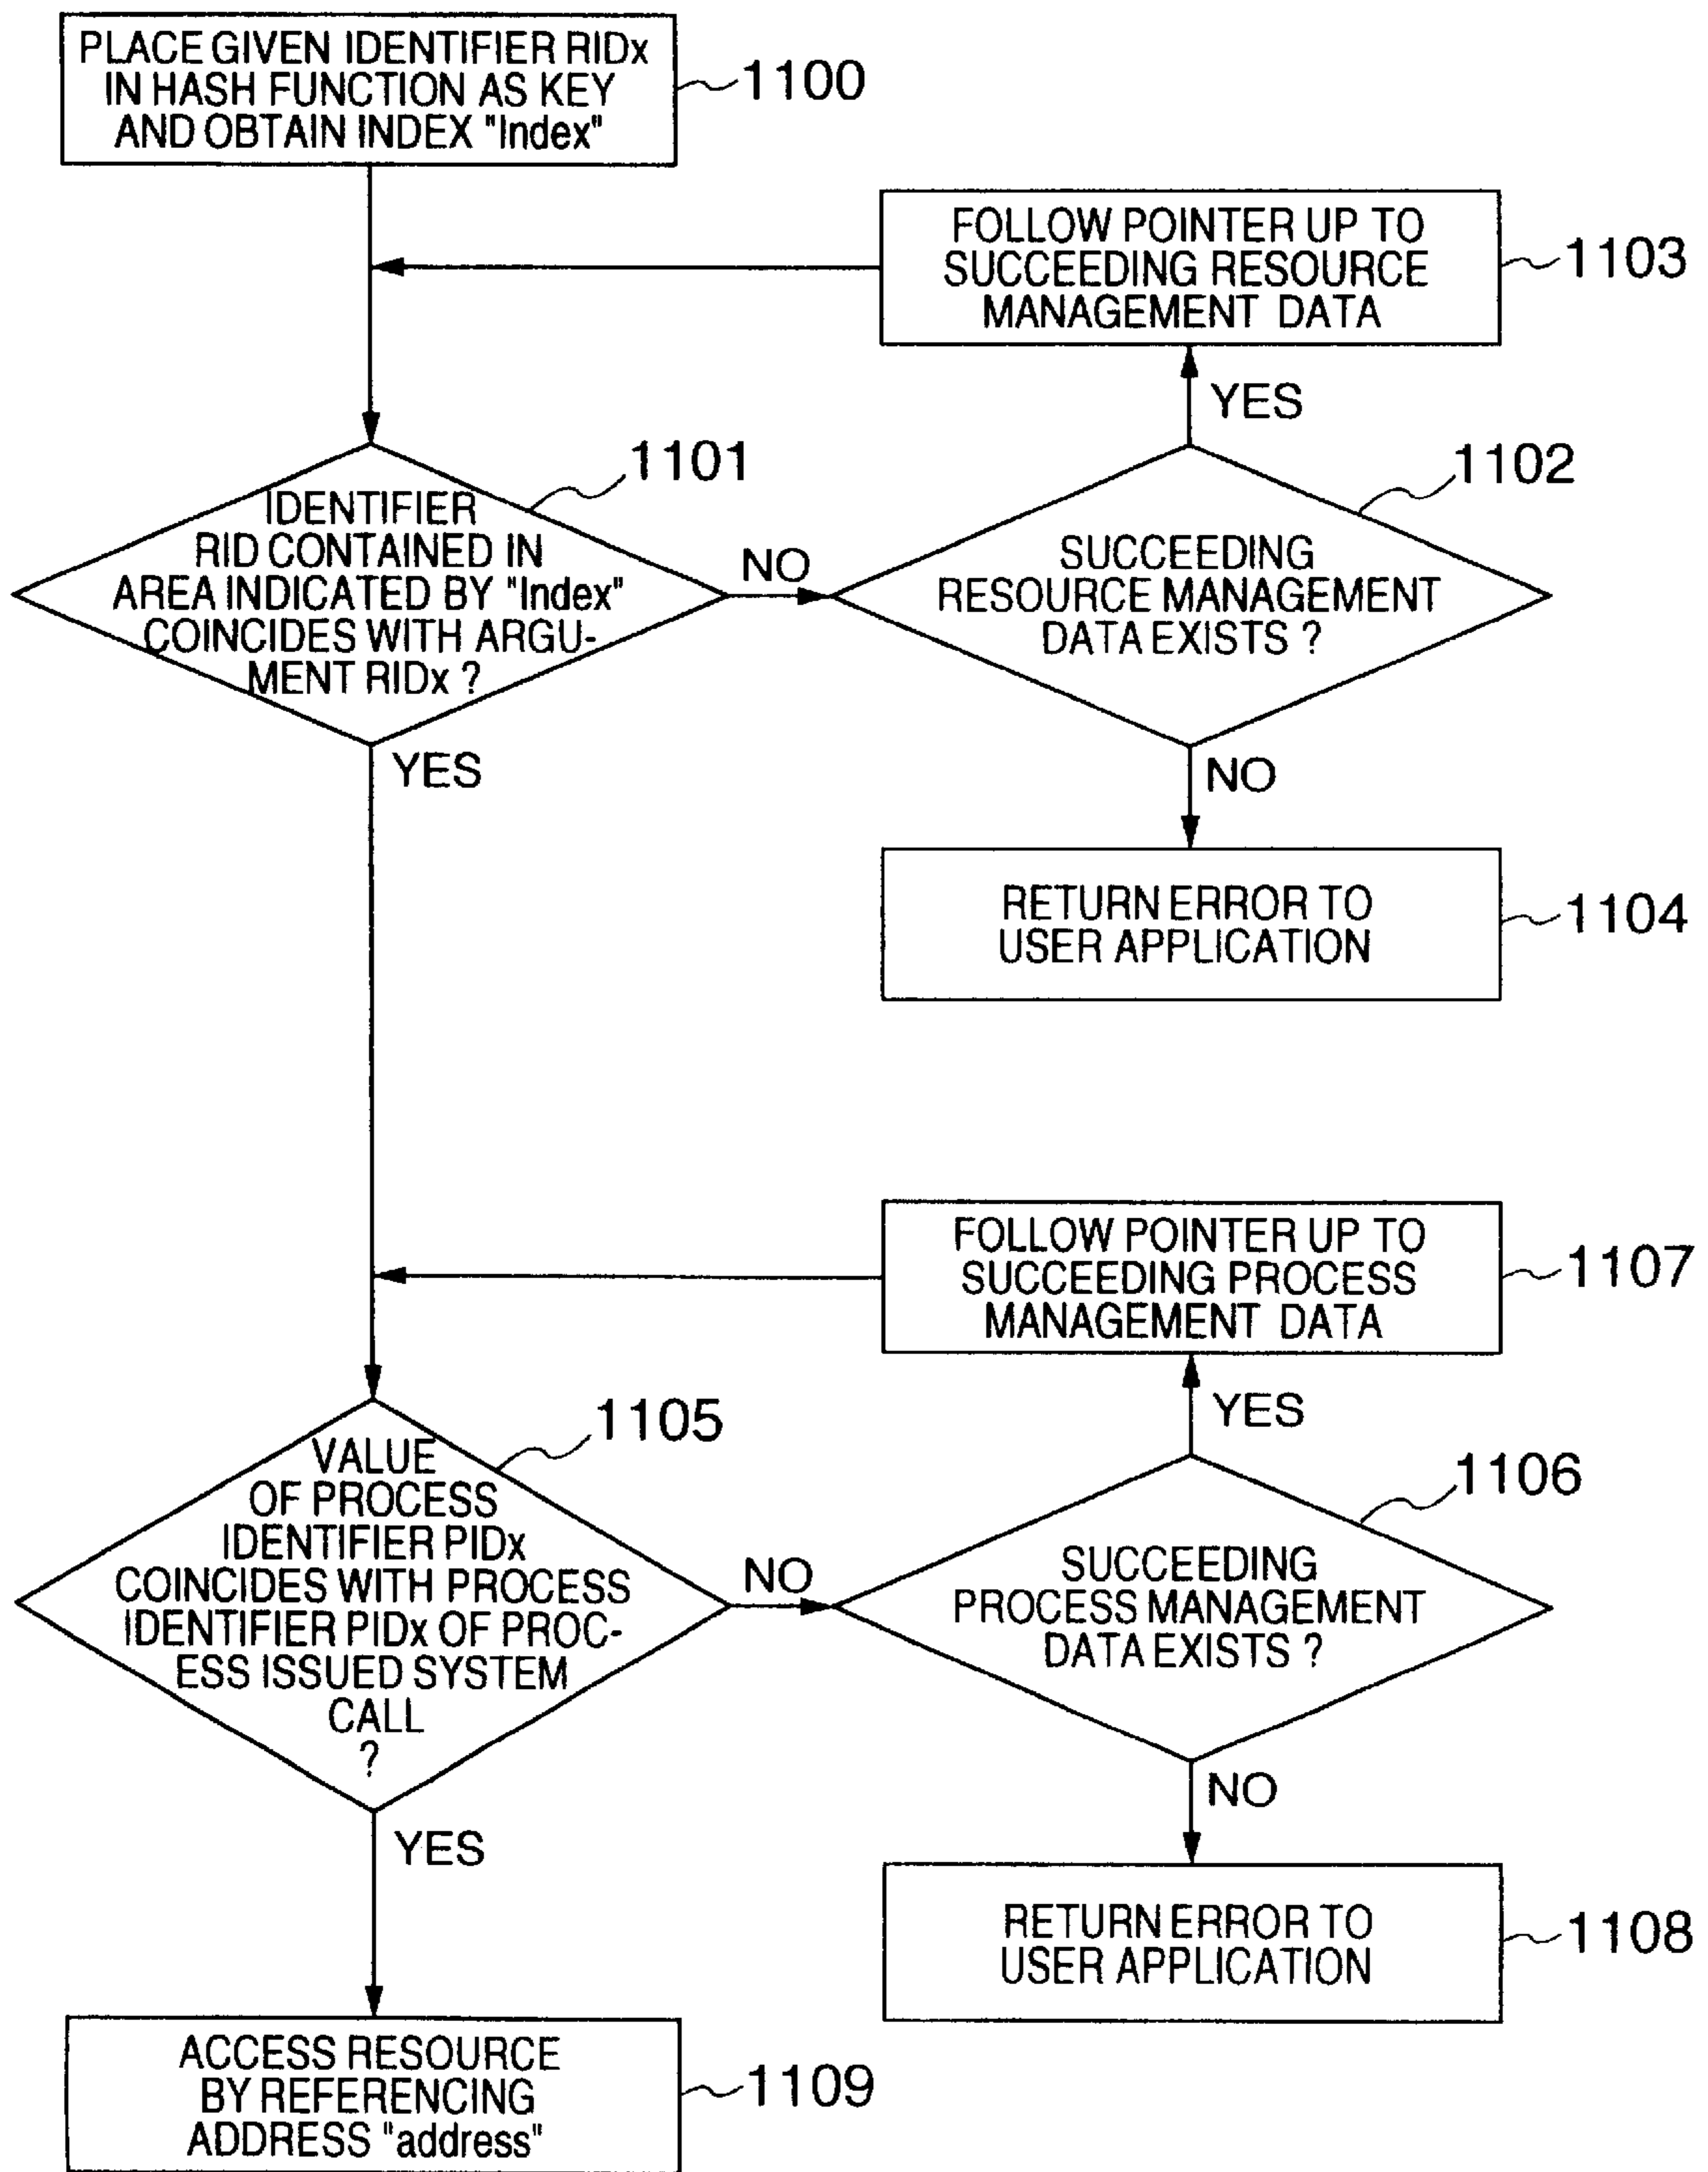 PLACE GIVEN IDENTIFIER RIDx
IN HASH FUNCTION AS KEY
AND OBTAIN INDEX "Index"
1100
FOLLOW POINTER UP TO
SUCCEEDING RESOURCE
MANAGEMENT DATA
1103
YES
1101
IDENTIFIER
RID CONTAINED IN
AREA INDICATED BY "Index"
COINCIDES WITH ARGU-
MENT RIDx ?
NO
1102
SUCCEEDING
RESOURCE MANAGEMENT
DATA EXISTS ?
YES
NO
RETURN ERROR TO
USER APPLICATION
1104
FOLLOW POINTER UP TO
SUCCEEDING PROCESS
MANAGEMENT DATA
1107
YES
1105
VALUE
OF PROCESS
IDENTIFIER PIDx
COINCIDES WITH PROCESS
IDENTIFIER PIDx OF PROC-
ESS ISSUED SYSTEM
CALL
?
NO
1106
SUCCEEDING
PROCESS MANAGEMENT
DATA EXISTS ?
NO
YES
RETURN ERROR TO
USER APPLICATION
1108
ACCESS RESOURCE
BY REFERENCING
ADDRESS "address"
1109